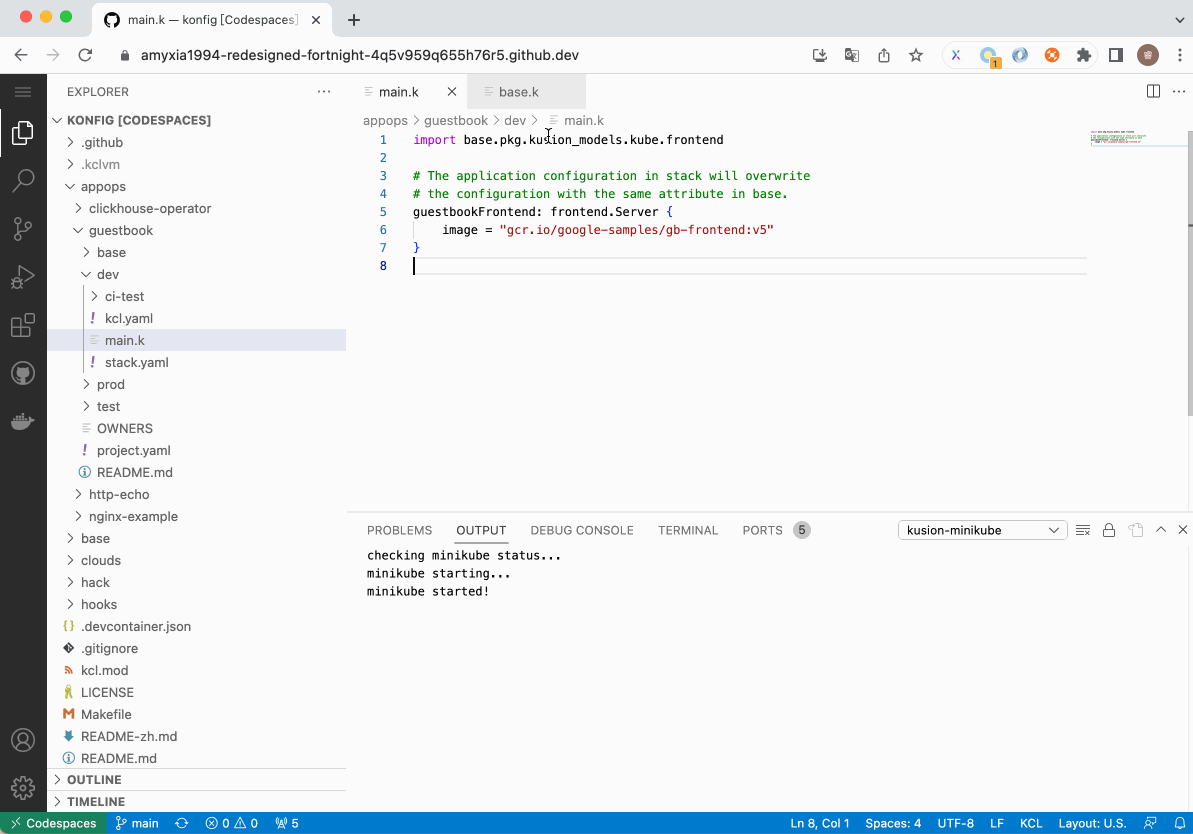 main.k — konfig [Codespaces]
amyxia1994-redesigned-fortnight-4q5v959q655h76r5.github.dev
1
EXPLORER
KONFIG [CODESPACES]
.github
.kclvm
appops
clickhouse-operator
guestbook
base
dev
ci-test
! kcl.yaml
main.k
! stack.yaml
prod
test
OWNERS
! project.yaml
README.md
http-echo
nginx-example
base
clouds
hack
hooks
{} .devcontainer.json
.gitignore
kcl.mod
LICENSE
M Makefile
README-zh.md
README.md
OUTLINE
TIMELINE
main.k
base.k
appops > guestbook > dev > main.k
1 import base.pkg.kusion_models.kube.frontend
2
3 # The application configuration in stack will overwrite
4 # the configuration with the same attribute in base.
5 guestbookFrontend: frontend.Server {
6 image = "gcr.io/google-samples/gb-frontend:v5"
7 }
8
PROBLEMS OUTPUT DEBUG CONSOLE TERMINAL PORTS 5
kusion-minikube
checking minikube status...
minikube starting...
minikube started!
Codespaces main 0 0 5
Ln 8, Col 1 Spaces: 4 UTF-8 LF KCL Layout: U.S.